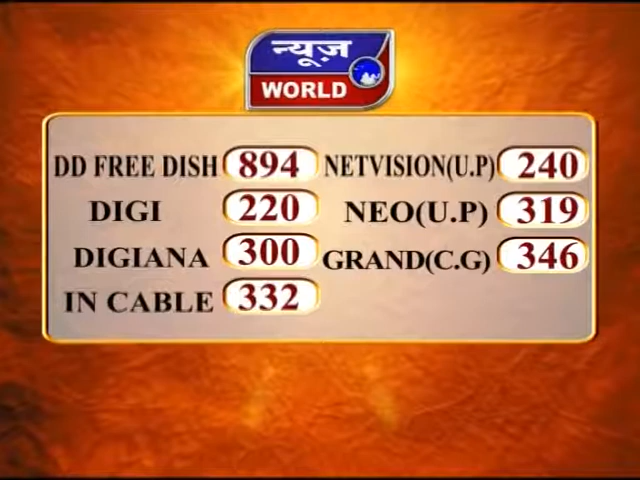 न्यूज़
WORLD
DD FREE DISH 894 NETVISION(U.P) 240
DIGI 220 NEO(U.P) 319
DIGIANA 300 GRAND(C.G) 346
IN CABLE 332